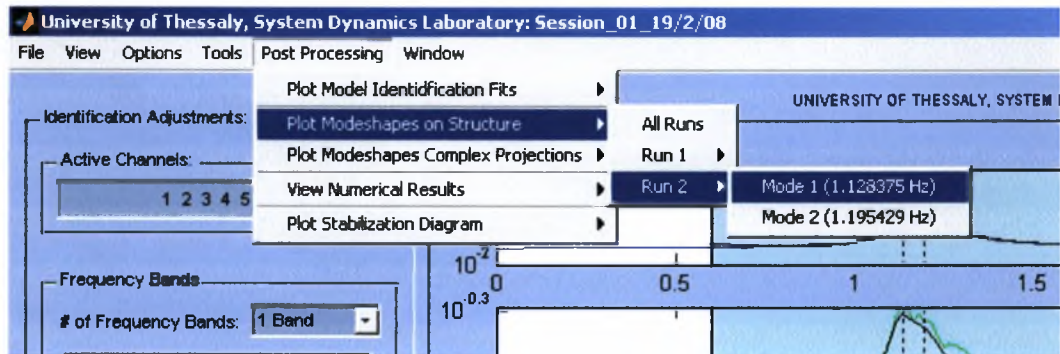 University of Thessaly, System Dynamics Laboratory: Session_01_19/2/08
File View Options Tools Post Processing Window
Plot Model Identidfication Fits
Plot Modeshapes on Structure
Plot Modeshapes Complex Projections
View Numerical Results
Plot Stabilization Diagram
All Runs
Run 1
Run 2
Mode 1 (1.128375 Hz)
Mode 2 (1.195429 Hz)
UNIVERSITY OF THESSALY, SYSTEM
Identification Adjustments:
Active Channels:
1 2 3 4 5
Frequency Bands
# of Frequency Bands: 1 Band
10^-2
0 0.5 1 1.5
10^-0.3